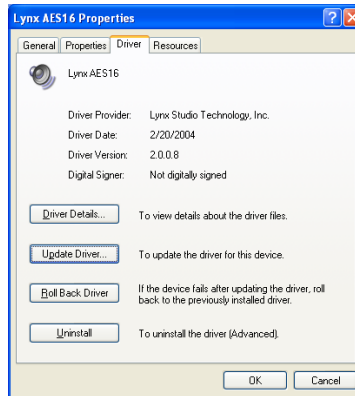 Lynx AES16 Properties
General Properties Driver Resources
Lynx AES16
Driver Provider: Lynx Studio Technology, Inc.
Driver Date: 2/20/2004
Driver Version: 2.0.0.8
Digital Signer: Not digitally signed
Driver Details... To view details about the driver files.
Update Driver... To update the driver for this device.
Roll Back Driver If the device fails after updating the driver, roll
back to the previously installed driver.
Uninstall To uninstall the driver (Advanced).
OK Cancel